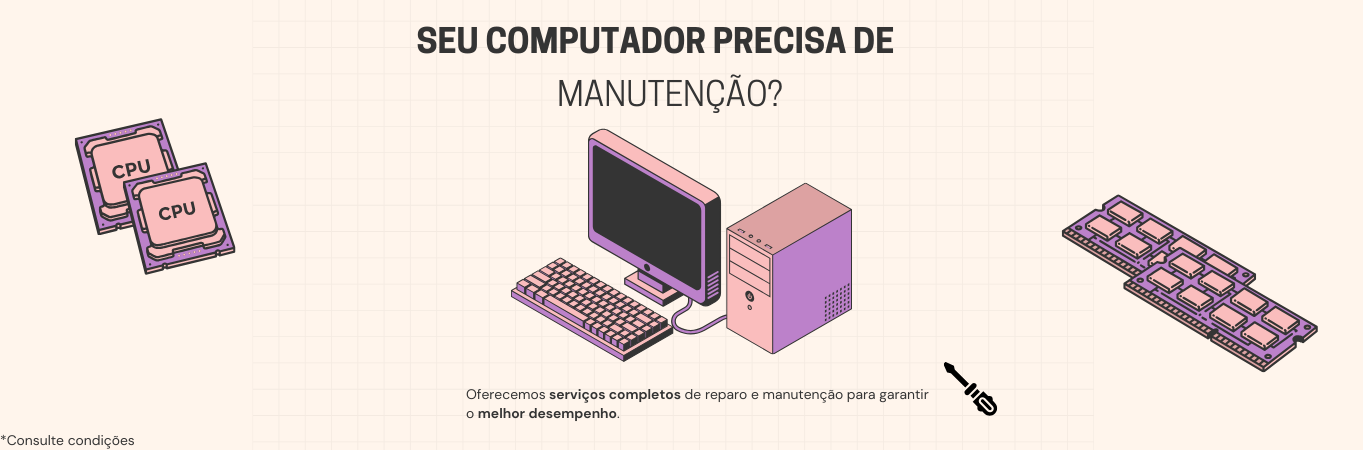 SEU COMPUTADOR PRECISA DE
MANUTENÇÃO?
CPU
CPU
Oferecemos serviços completos de reparo e manutenção para garantir
o melhor desempenho.
*Consulte condições